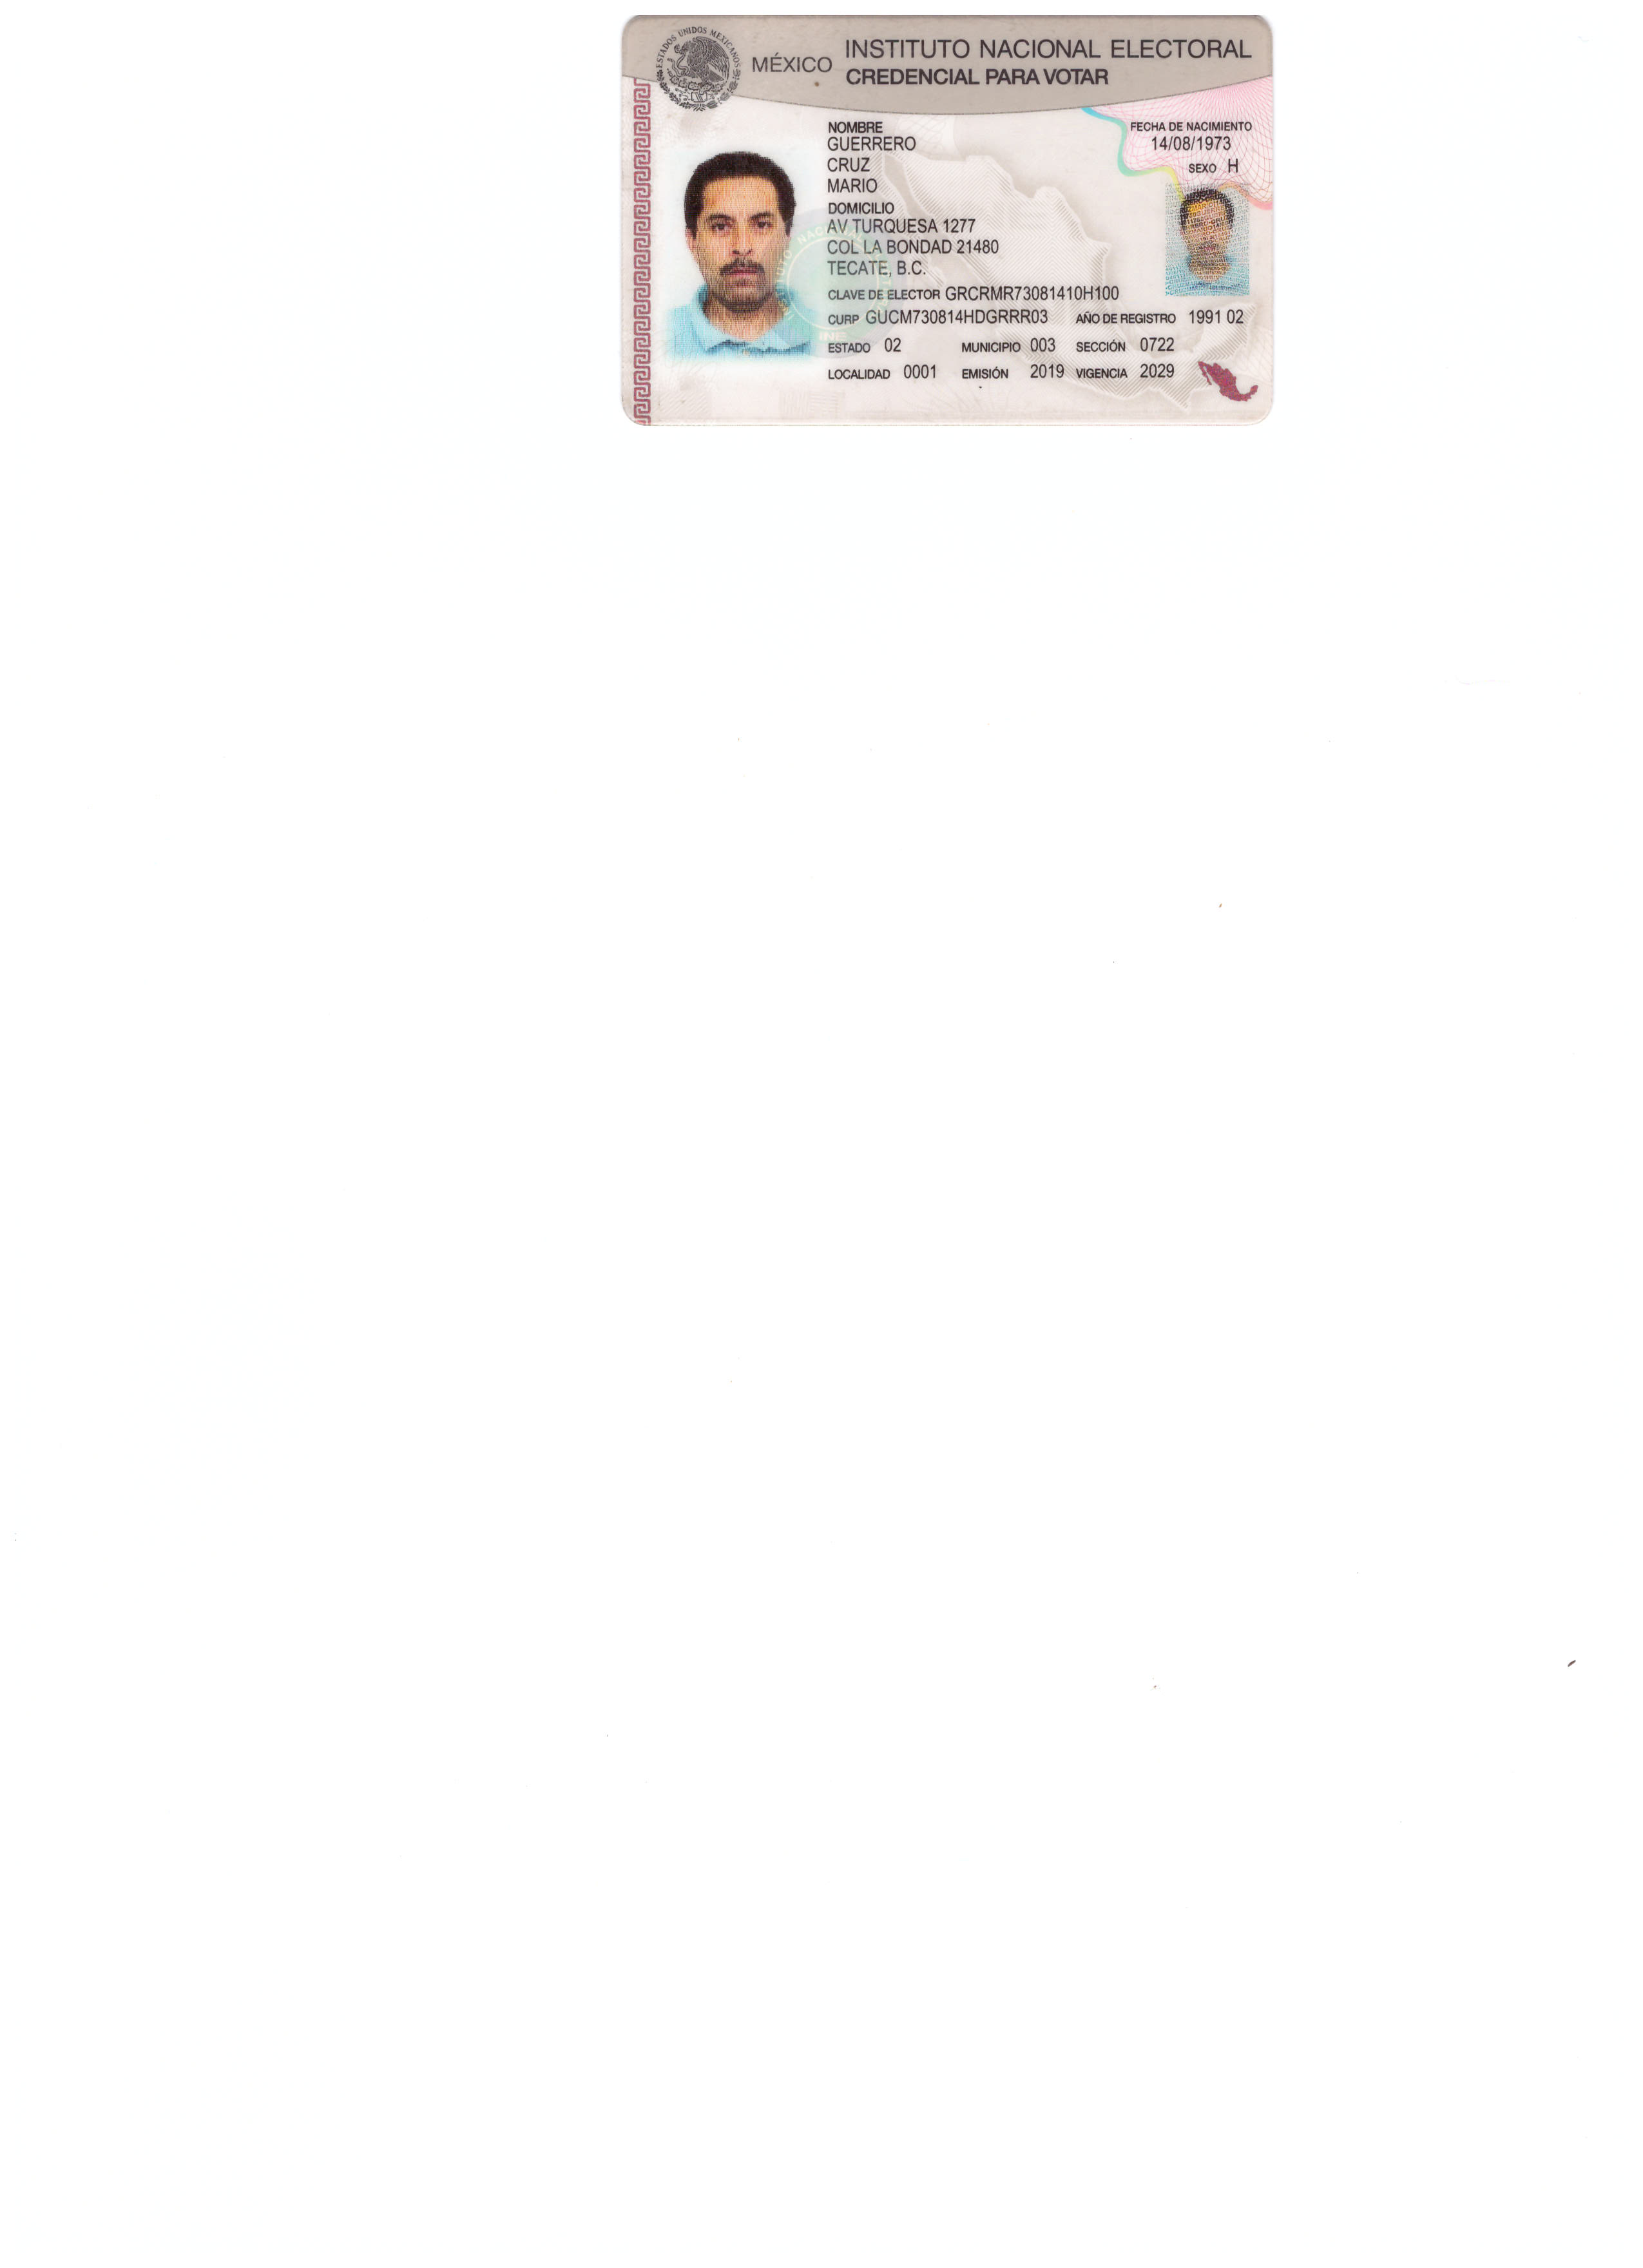 ESTADOS UNIDOS MEXICANOS
MÉXICO
INSTITUTO NACIONAL ELECTORAL
CREDENCIAL PARA VOTAR
NOMBRE
GUERRERO
CRUZ
MARIO
FECHA DE NACIMIENTO
14/08/1973
SEXO H
DOMICILIO
AV TURQUESA 1277
COL LA BONDAD 21480
TECATE, B.C.
CLAVE DE ELECTOR GRCRMR73081410H100
CURP GUCM730814HDGRRR03 AÑO DE REGISTRO 1991 02
ESTADO 02 MUNICIPIO 003 SECCIÓN 0722
LOCALIDAD 0001 EMISIÓN 2019 VIGENCIA 2029
INE